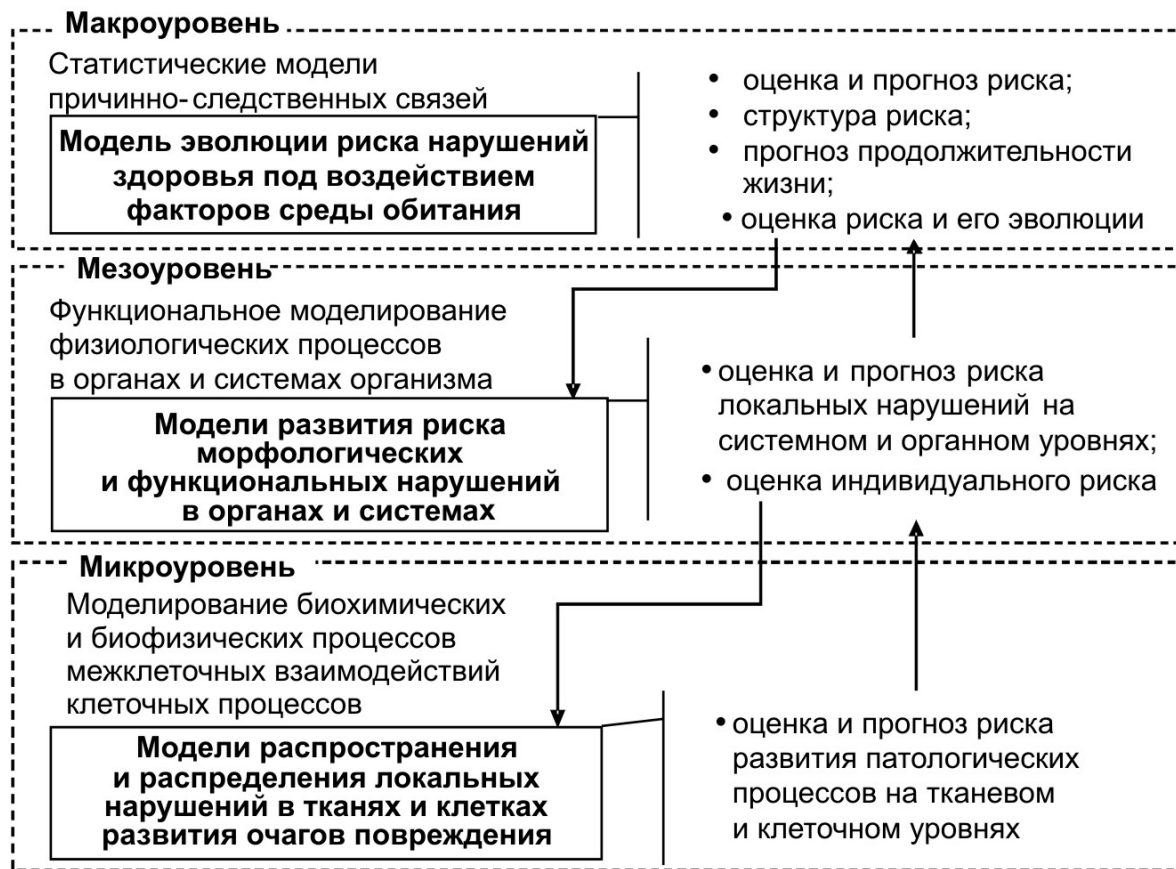 Макроуровень
Статистические модели
причинно-следственных связей
Модель эволюции риска нарушений
здоровья под воздействием
факторов среды обитания
• оценка и прогноз риска;
• структура риска;
• прогноз продолжительности
жизни;
• оценка риска и его эволюции
Мезоуровень
Функциональное моделирование
физиологических процессов
в органах и системах организма
Модели развития риска
морфологических
и функциональных нарушений
в органах и системах
• оценка и прогноз риска
локальных нарушений на
системном и органном уровнях;
• оценка индивидуального риска
Микроуровень
Моделирование биохимических
и биофизических процессов
межклеточных взаимодействий
клеточных процессов
Модели распространения
и распределения локальных
нарушений в тканях и клетках
развития очагов повреждения
• оценка и прогноз риска
развития патологических
процессов на тканевом
и клеточном уровнях